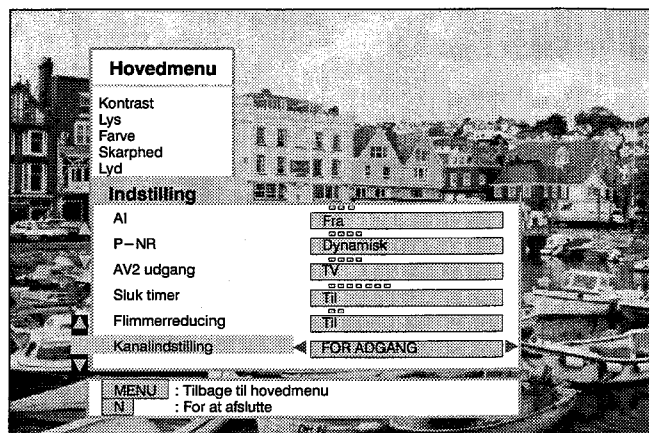 Hovedmenu
Kontrast
Lys
Farve
Skarphed
Lyd
Indstilling
AI Fra
P-NR Dynamisk
AV2 udgang TV
Sluk timer Til
Flimmerreducing Til
Kanalindstilling FOR ADGANG
MENU : Tilbage til hovedmenu
N : For at afslutte